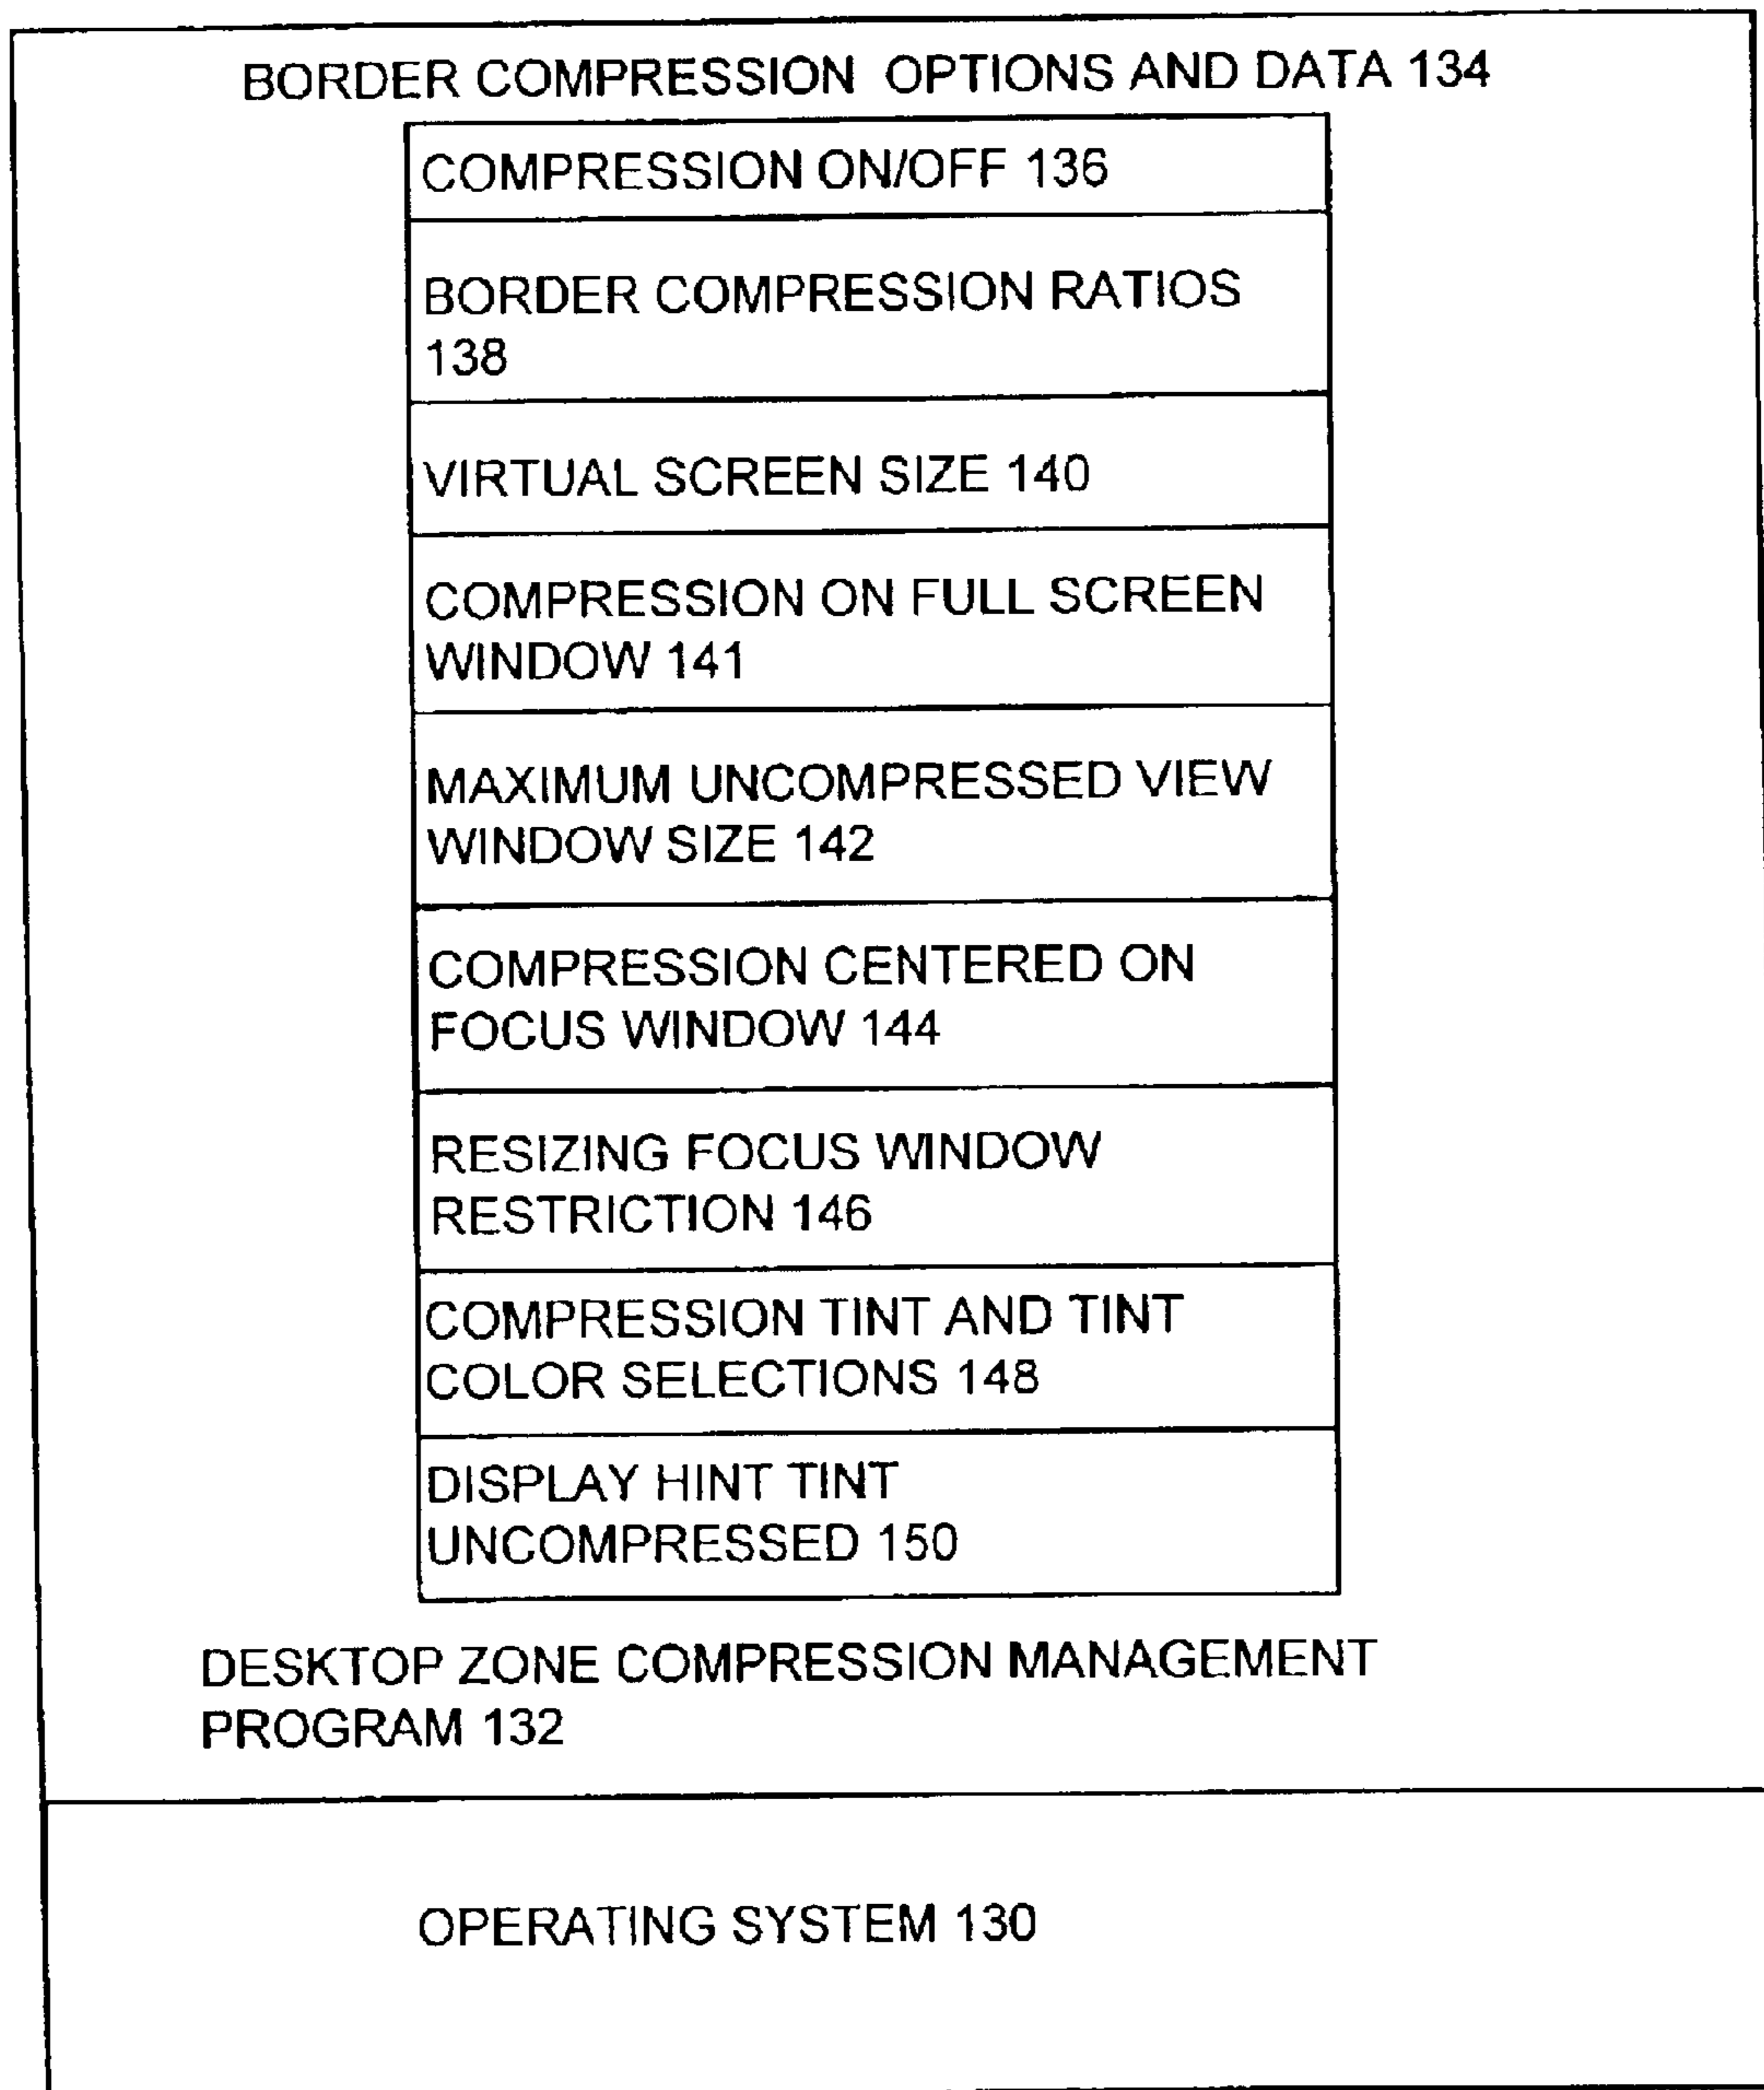 BORDER COMPRESSION OPTIONS AND DATA 134
COMPRESSION ON/OFF 136
BORDER COMPRESSION RATIOS
138
VIRTUAL SCREEN SIZE 140
COMPRESSION ON FULL SCREEN
WINDOW 141
MAXIMUM UNCOMPRESSED VIEW
WINDOW SIZE 142
COMPRESSION CENTERED ON
FOCUS WINDOW 144
RESIZING FOCUS WINDOW
RESTRICTION 146
COMPRESSION TINT AND TINT
COLOR SELECTIONS 148
DISPLAY HINT TINT
UNCOMPRESSED 150
DESKTOP ZONE COMPRESSION MANAGEMENT
PROGRAM 132
OPERATING SYSTEM 130